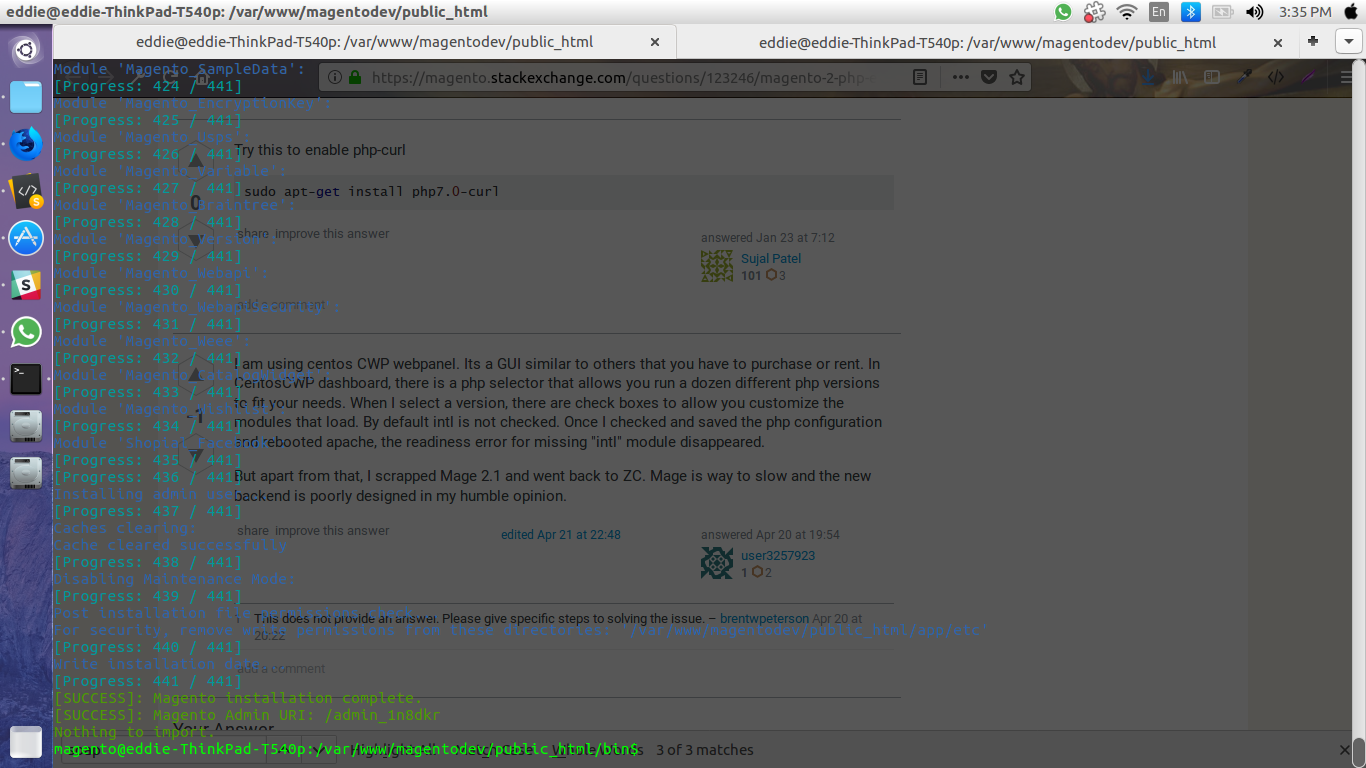 eddie@eddie-ThinkPad-T540p: /var/www/magentodev/public_html
En
3:35 PM
eddie@eddie-ThinkPad-T540p: /var/www/magentodev/public_html ×
eddie@eddie-ThinkPad-T540p: /var/www/magentodev/public_html ×
https://magento.stackexchange.com/questions/123246/magento-2-php
Module 'Magento_SampleData':
[Progress: 424 / 441]
Module 'Magento_EncryptionKey':
[Progress: 425 / 441]
Module 'Magento_Usps':
[Progress: 426 / 441]
Module 'Magento_Variable':
[Progress: 427 / 441]
Module 'Magento_Braintree':
[Progress: 428 / 441]
Module 'Magento_Version':
[Progress: 429 / 441]
Module 'Magento_Webapi':
[Progress: 430 / 441]
Module 'Magento_WebapiSecurity':
[Progress: 431 / 441]
Module 'Magento_Weee':
[Progress: 432 / 441]
[Progress: 433 / 441]
Module 'Magento_Wishlist':
[Progress: 434 / 441]
[Progress: 435 / 441]
[Progress: 436 / 441]
Installing admin user...
[Progress: 437 / 441]
Caches clearing:
Cache cleared successfully
[Progress: 438 / 441]
Disabling Maintenance Mode:
[Progress: 439 / 441]
Post installation file permissions check...
For security, remove write permissions from these directories: '/var/www/magentodev/public_html/app/etc'
[Progress: 440 / 441]
Write installation date...
[Progress: 441 / 441]
[SUCCESS]: Magento installation complete.
[SUCCESS]: Magento Admin URI: /admin_1n8dkr
Nothing to import.
magento@eddie-ThinkPad-T540p:/var/www/magentodev/public_html/bin$
Try this to enable php-curl
0
sudo apt-get install php7.0-curl
share improve this answer
answered Jan 23 at 7:12
Sujal Patel
101 3
add a comment
I am using centos CWP webpanel. Its a GUI similar to others that you have to purchase or rent. In
CentosCWP dashboard, there is a php selector that allows you run a dozen different php versions
to fit your needs. When I select a version, there are check boxes to allow you customize the
modules that load. By default intl is not checked. Once I checked and saved the php configuration
and rebooted apache, the readiness error for missing "intl" module disappeared.
-1
But apart from that, I scrapped Mage 2.1 and went back to ZC. Mage is way to slow and the new
backend is poorly designed in my humble opinion.
share improve this answer
edited Apr 21 at 22:48
answered Apr 20 at 19:54
user3257923
1 2
This does not provide an answer. Please give specific steps to solving the issue. – brentwpeterson Apr 20 at
20:22
add a comment
Your Answer
3 of 3 matches